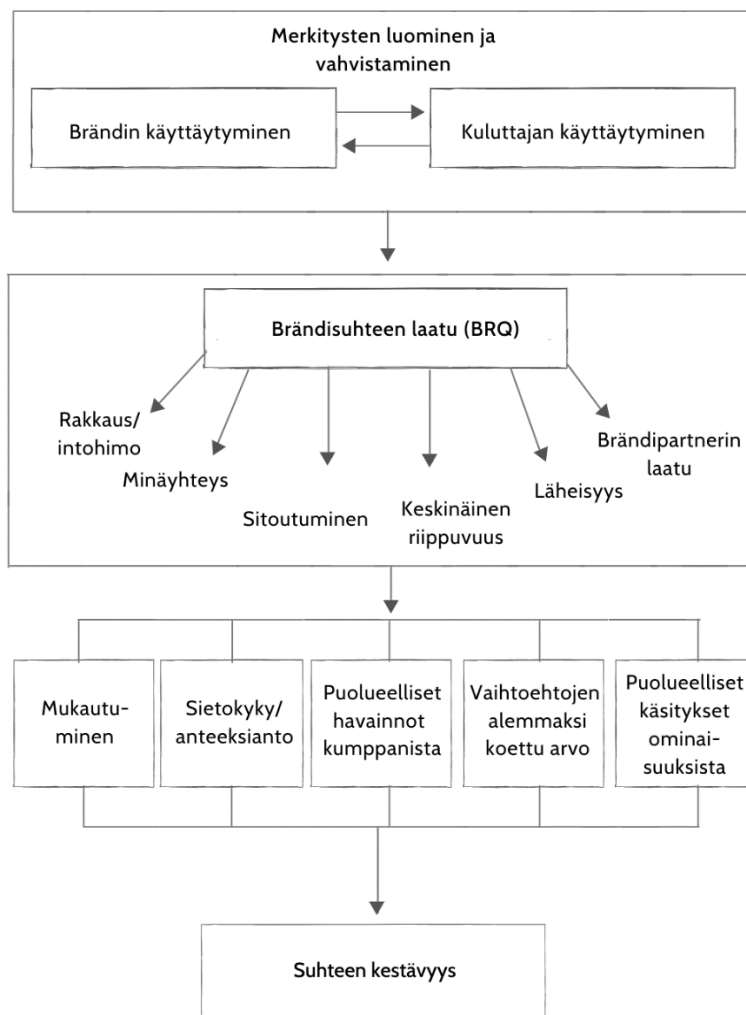 Merkitysten luominen ja
vahvistaminen
Brändin käyttäytyminen
Kuluttajan käyttäytyminen
Brändisuhteen laatu (BRQ)
Rakkaus/
intohimo
Minäyhteys
Sitoutuminen
Keskinäinen
riippuvuus
Läheisyys
Brändipartnerin
laatu
Mukautu-
minen
Sietokyky/
anteeksianto
Puolueelliset
havainnot
kumppanista
Vaihtoehtojen
alemmaksi
koettu arvo
Puolueelliset
käsitykset
ominai-
suuksista
Suhteen kestävyys